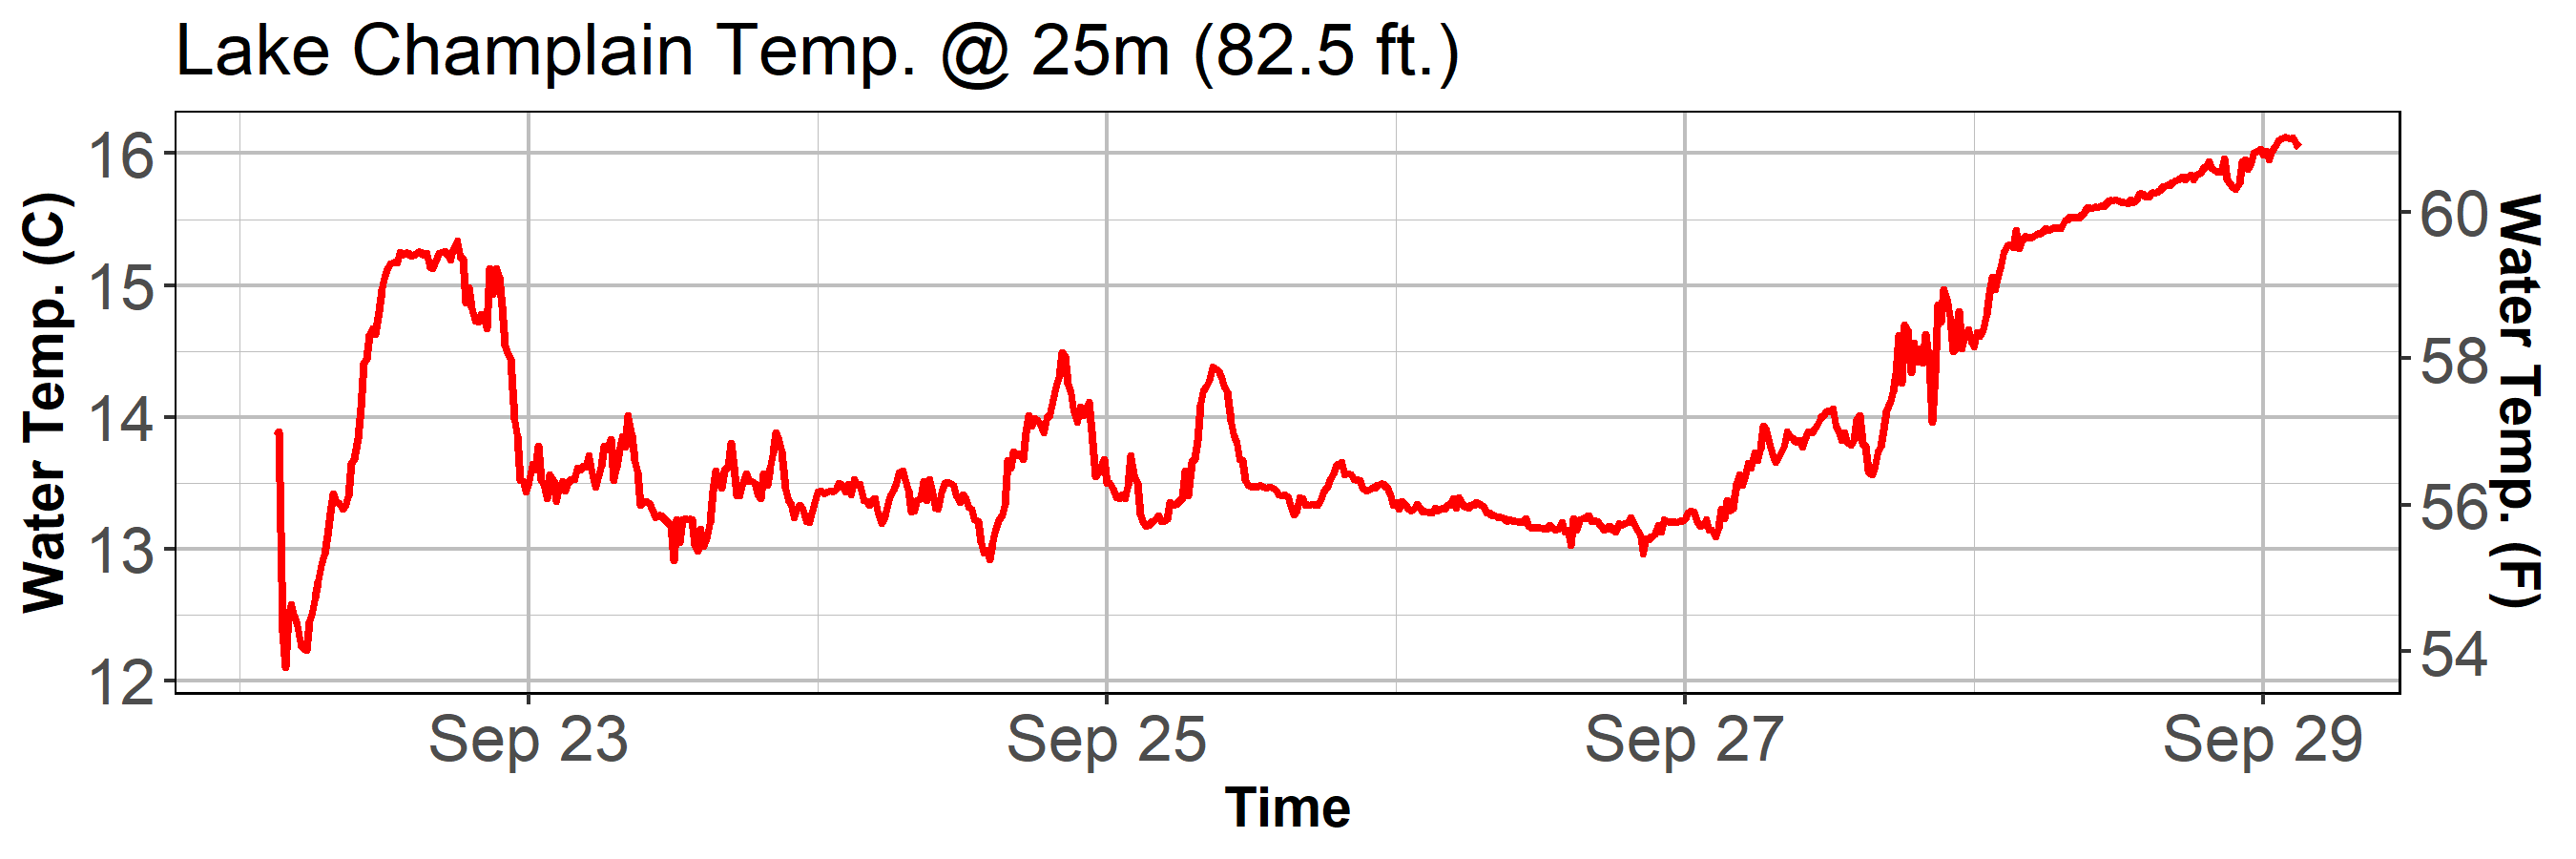 Lake Champlain Temp. @ 25m (82.5 ft.)
Water Temp. (C)
16
15
14
13
12
60
58
56
54
Water Temp. (F)
Sep 23
Sep 25
Sep 27
Sep 29
Time